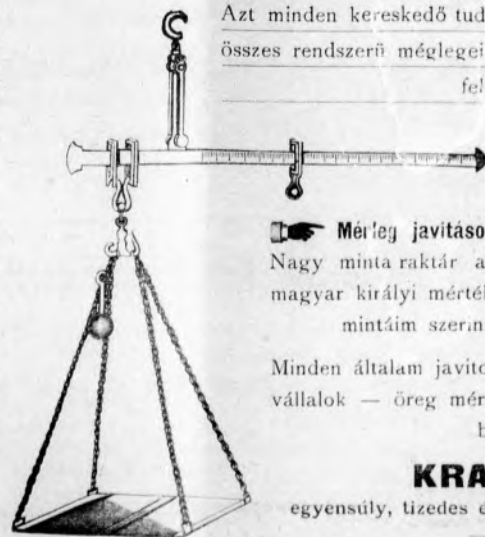 Azt minden kereskedő tud
összes rendszerű méglegei
fel
Mérleg javitáso
Nagy minta raktár a
magyar királyi mérté
mintáim szerin
Minden általam javito
vállalok — öreg mér
KRA
egyensúly, tizedes